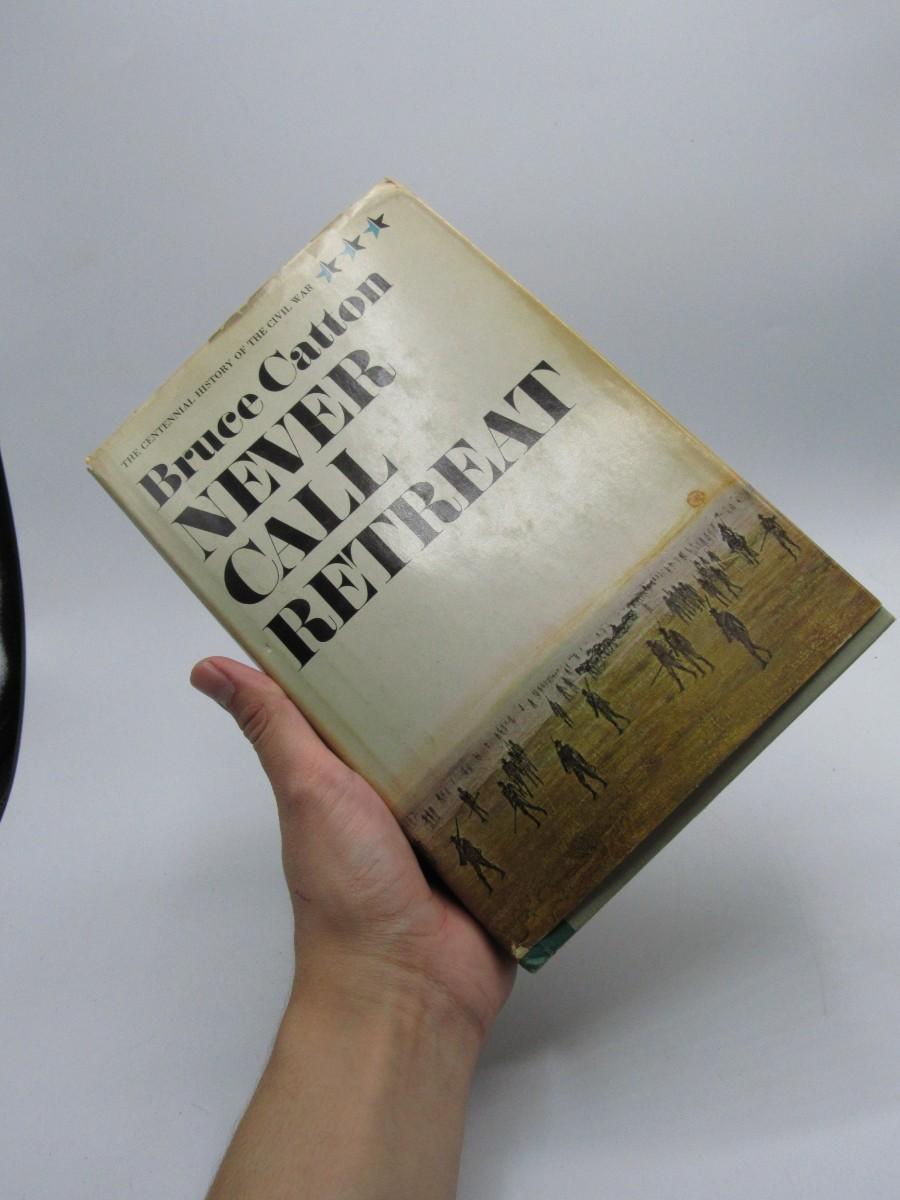 THE CENTENNIAL HISTORY OF THE CIVIL WAR
Bruce Catton
NEVER
CALL
RETREAT